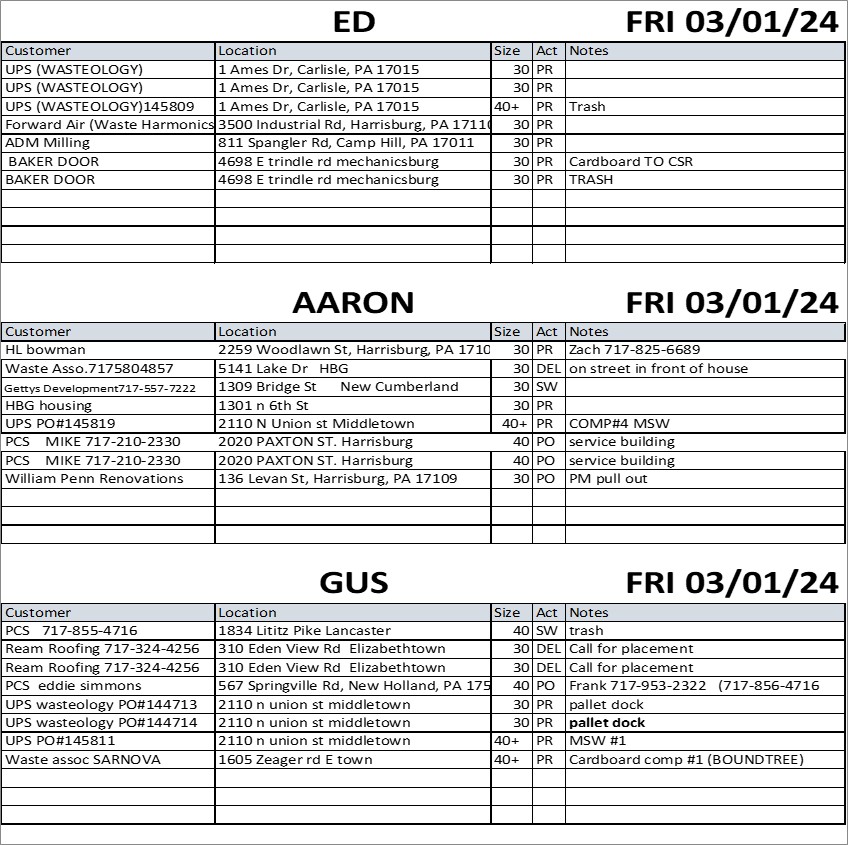 ED FRI 03/01/24
Customer Location Size Act Notes
UPS (WASTEOLOGY) 1 Ames Dr, Carlisle, PA 17015 30 PR
UPS (WASTEOLOGY) 1 Ames Dr, Carlisle, PA 17015 30 PR
UPS (WASTEOLOGY)145809 1 Ames Dr, Carlisle, PA 17015 40+ PR Trash
Forward Air (Waste Harmonics 3500 Industrial Rd, Harrisburg, PA 17110 30 PR
ADM Milling 811 Spangler Rd, Camp Hill, PA 17011 30 PR
BAKER DOOR 4698 E trindle rd mechanicsburg 30 PR Cardboard TO CSR
BAKER DOOR 4698 E trindle rd mechanicsburg 30 PR TRASH
AARON FRI 03/01/24
Customer Location Size Act Notes
HL bowman 2259 Woodlawn St, Harrisburg, PA 1710 30 PR Zach 717-825-6689
Waste Asso.7175804857 5141 Lake Dr HBG 30 DEL on street in front of house
Gettys Development717-557-7222 1309 Bridge St New Cumberland 30 SW
HBG housing 1301 n 6th St 30 PR
UPS PO#145819 2110 N Union st Middletown 40+ PR COMP#4 MSW
PCS MIKE 717-210-2330 2020 PAXTON ST. Harrisburg 40 PO service building
PCS MIKE 717-210-2330 2020 PAXTON ST. Harrisburg 40 PO service building
William Penn Renovations 136 Levan St, Harrisburg, PA 17109 30 PO PM pull out
GUS FRI 03/01/24
Customer Location Size Act Notes
PCS 717-855-4716 1834 Lititz Pike Lancaster 40 SW trash
Ream Roofing 717-324-4256 310 Eden View Rd Elizabethtown 30 DEL Call for placement
Ream Roofing 717-324-4256 310 Eden View Rd Elizabethtown 30 DEL Call for placement
PCS eddie simmons 567 Springville Rd, New Holland, PA 175 40 PO Frank 717-953-2322 (717-856-4716
UPS wasteology PO#144713 2110 n union st middletown 30 PR pallet dock
UPS wasteology PO#144714 2110 n union st middletown 30 PR pallet dock
UPS PO#145811 2110 n union st middletown 40+ PR MSW #1
Waste assoc SARNOVA 1605 Zeager rd E town 40+ PR Cardboard comp #1 (BOUNDTREE)